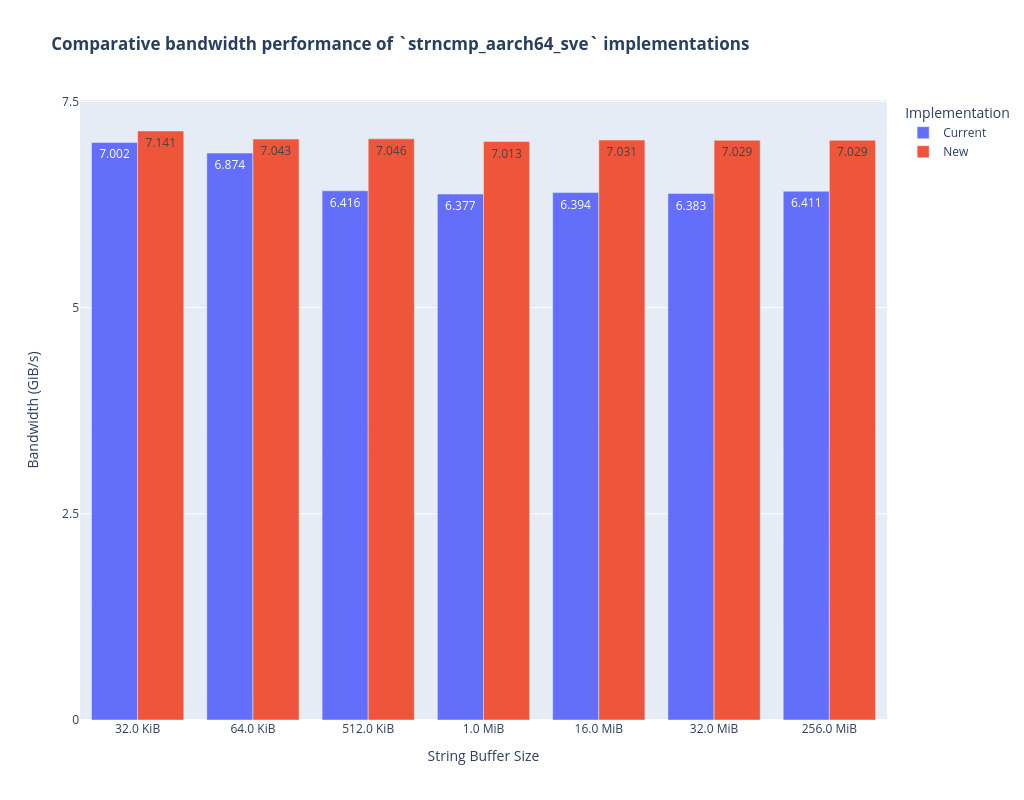 Comparative bandwidth performance of `strncmp_aarch64_sve` implementations
Implementation
Current
New
7.5
5
2.5
0
Bandwidth (GiB/s)
7.002
7.141
6.874
7.043
6.416
7.046
6.377
7.013
6.394
7.031
6.383
7.029
6.411
7.029
32.0 KiB
64.0 KiB
512.0 KiB
1.0 MiB
16.0 MiB
32.0 MiB
256.0 MiB
String Buffer Size